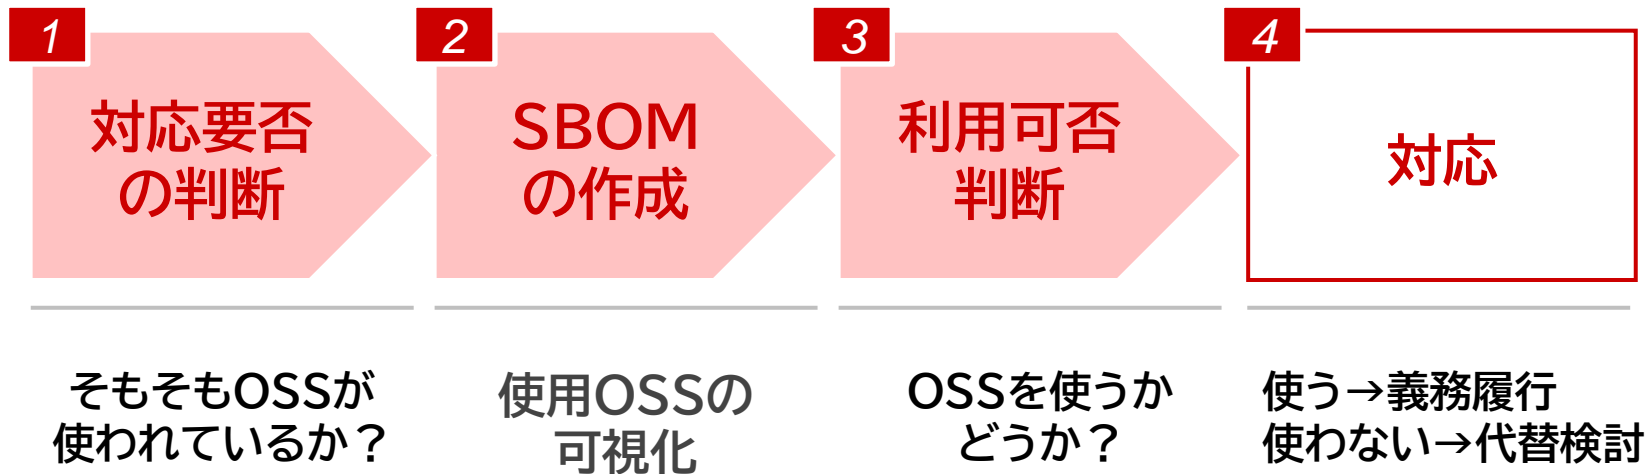 1
対応要否
の判断
そもそもOSSが
使われているか？
2
SBOM
の作成
使用OSSの
可視化
3
利用可否
判断
OSSを使うか
どうか？
4
対応
使う→義務履行
使わない→代替検討